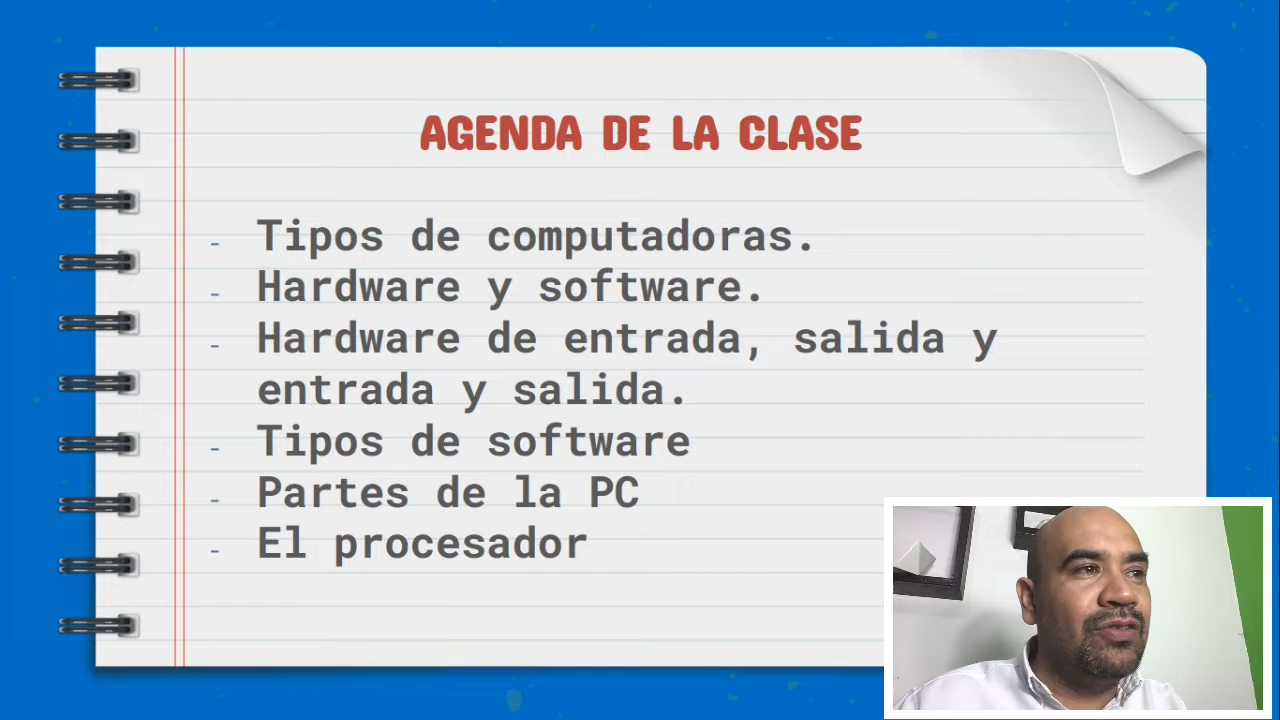 AGENDA DE LA CLASE
- Tipos de computadoras.
- Hardware y software.
- Hardware de entrada, salida y
entrada y salida.
- Tipos de software
- Partes de la PC
- El procesador